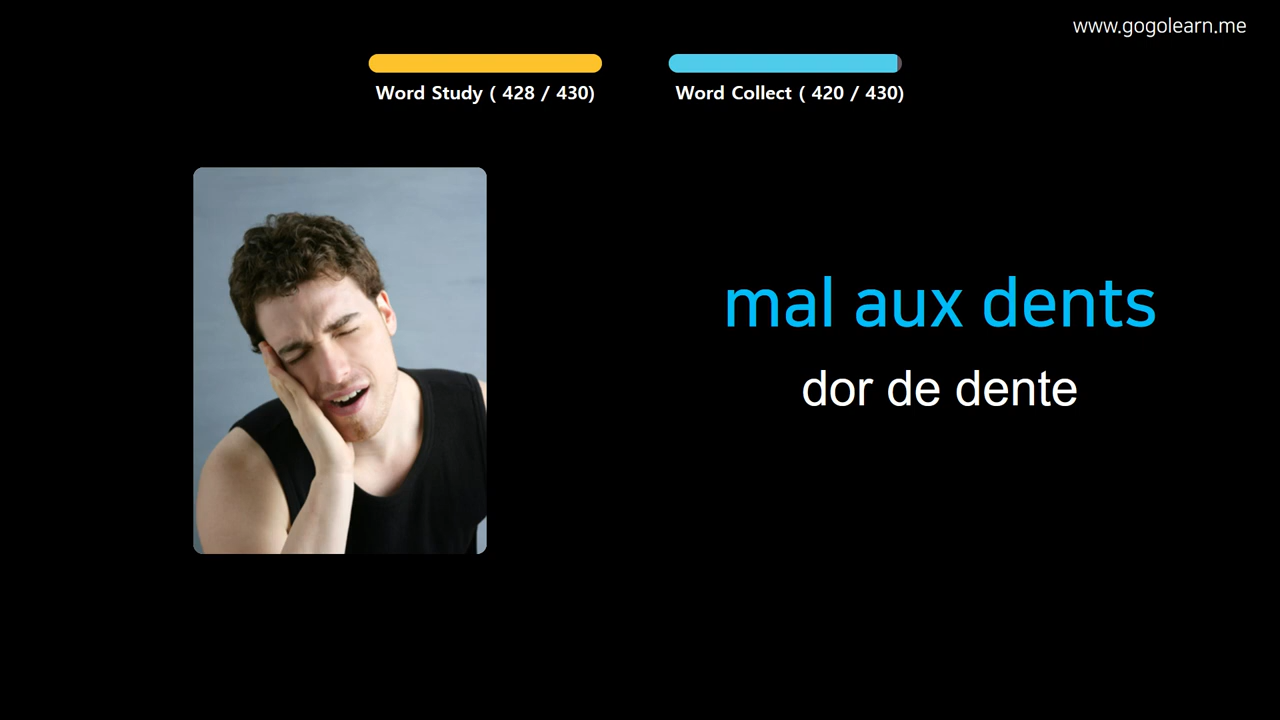 www.gogolearn.me
Word Study ( 428 / 430)
Word Collect ( 420 / 430)
mal aux dents
dor de dente